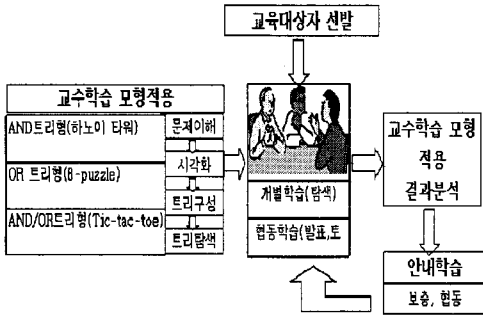 교육대상자 선발
교수학습 모형적용
AND트리형(하노이 타워)
문제이해
시각화
OR 트리형(8-puzzle)
트리구성
AND/OR트리형(Tic-tac-toe)
트리탐색
개별학습(탐색)
협동학습(발표,토
교수학습 모형
적용
결과분석
안내학습
보충, 협동